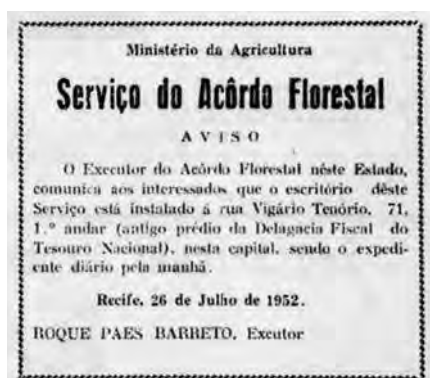 Ministério da Agricultura
Serviço do Acôrdo Florestal
AVISO
O Executor do Acôrdo Florestal nêste Estado,
comunica aos interessados que o escritório dêste
Serviço está instalado á rua Vigário Tenório, 71,
1.º andar (antigo prédio da Delagacia Fiscal do
Tesouro Nacional), nesta capital, sendo o expedi-
ente diário pela manhã.
Recife, 26 de Julho de 1952.
ROQUE PAES BARRETO, Excutor